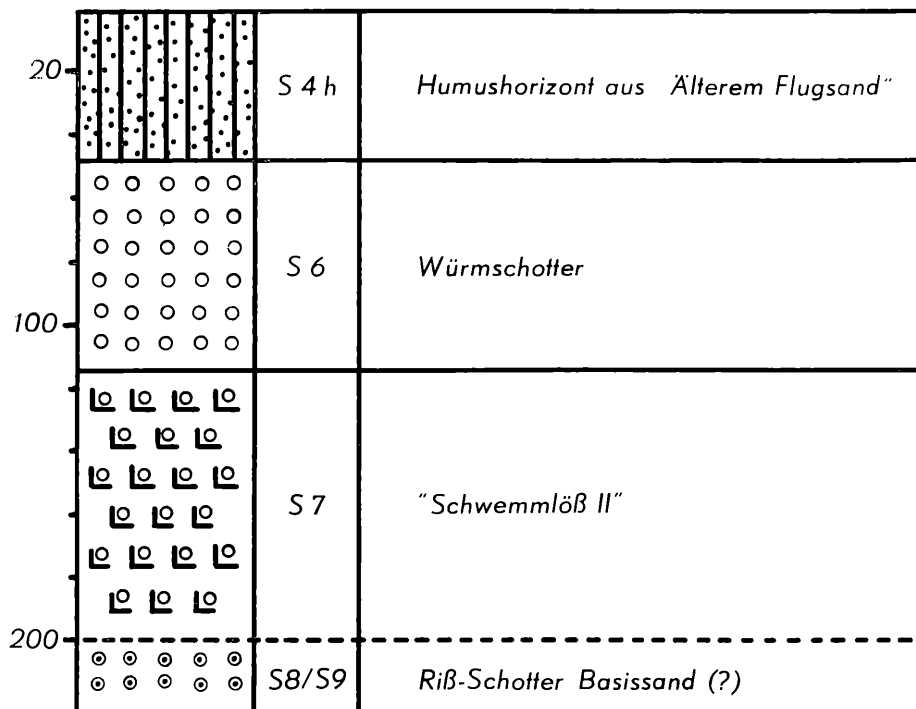 20
S 4 h
Humushorizont aus Älterem Flugsand"
S 6
Würmschotter
100
S 7
"Schwemmlöß II"
200
S8/S9
Riß-Schotter Basissand (?)